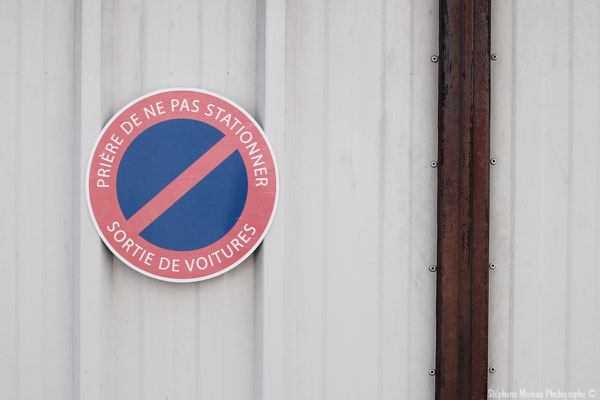 PRIÈRE DE NE PAS STATIONNER
SORTIE DE VOITURES
Stéphane Moreau Photographe ©